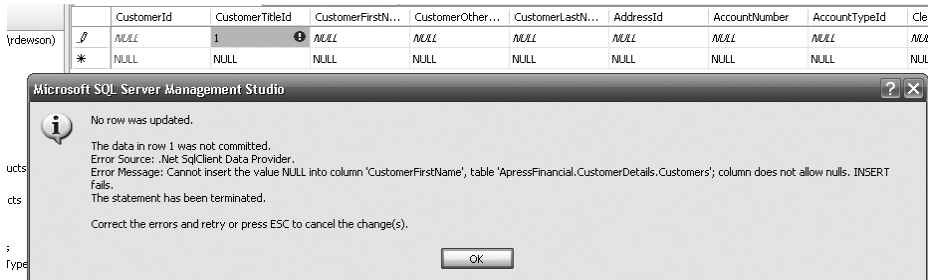 CustomerId CustomerTitleId CustomerFirstN... CustomerOther... CustomerLastN... AddressId AccountNumber AccountTypeId Cle
\rdewson) NULL 1 NULL NULL NULL NULL NULL NULL NUL
NULL NULL NULL NULL NULL NULL NULL NULL NUL
Microsoft SQL Server Management Studio
No row was updated.
The data in row 1 was not committed.
Error Source: .Net SqlClient Data Provider.
Error Message: Cannot insert the value NULL into column 'CustomerFirstName', table 'ApressFinancial.CustomerDetails.Customers'; column does not allow nulls. INSERT
fails.
ucts
The statement has been terminated.
cts
Correct the errors and retry or press ESC to cancel the change(s).
;
OK
Type